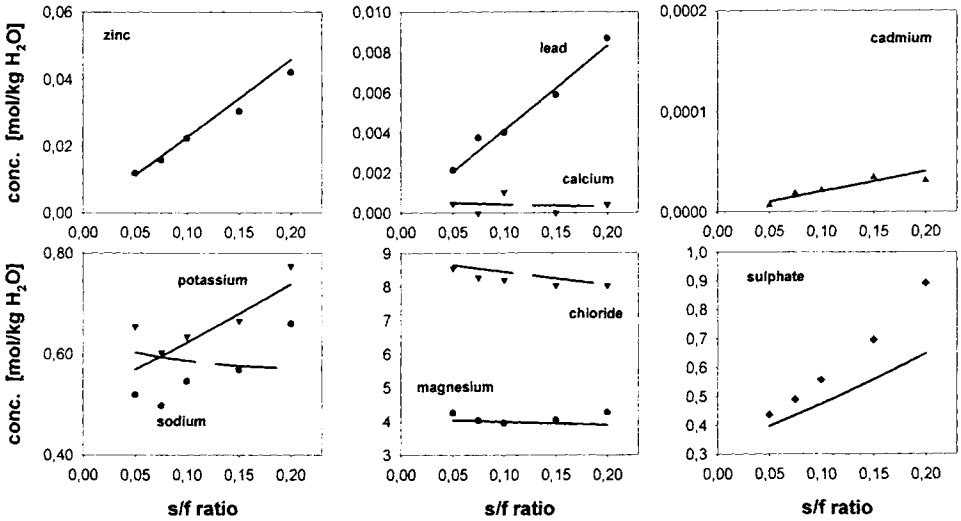 conc. [mol/kg H₂O]
0,06
0,04
0,02
0,00
zinc
0,00 0,05 0,10 0,15 0,20
0,010
0,008
0,006
0,004
0,002
0,000
lead
calcium
0,00 0,05 0,10 0,15 0,20
0,0002
0,0001
0,0000
cadmium
0,00 0,05 0,10 0,15 0,20
conc. [mol/kg H₂O]
0,80
0,60
0,40
potassium
sodium
0,00 0,05 0,10 0,15 0,20
s/f ratio
9
8
7
6
5
4
3
chloride
magnesium
0,00 0,05 0,10 0,15 0,20
s/f ratio
1,0
0,9
0,8
0,7
0,6
0,5
0,4
0,3
sulphate
0,00 0,05 0,10 0,15 0,20
s/f ratio